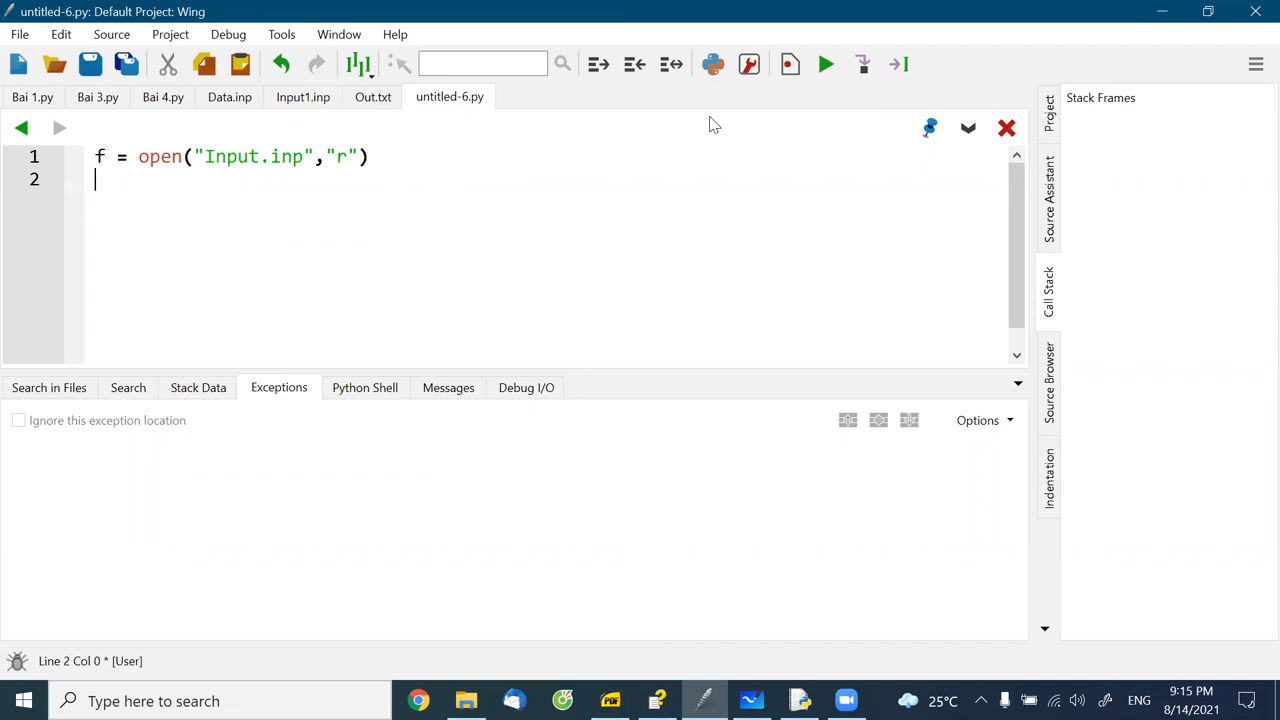 untitled-6.py: Default Project: Wing
File Edit Source Project Debug Tools Window Help
Bai 1.py Bai 3.py Bai 4.py Data.inp Input1.inp Out.txt untitled-6.py
1 f = open("Input.inp","r")
2
Search in Files Search Stack Data Exceptions Python Shell Messages Debug I/O
Ignore this exception location
Options
Stack Frames
Project
Source Assistant
Call Stack
Source Browser
Indentation
Line 2 Col 0 * [User]
Type here to search
PDF
25°C
ENG
9:15 PM
8/14/2021